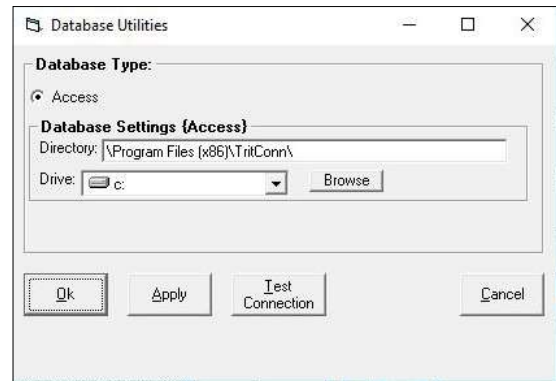 Database Utilities
Database Type:
Access
Database Settings {Access}
Directory: \Program Files (x86)\TritConn\
Drive: c: Browse
Ok Apply Test Connection Cancel